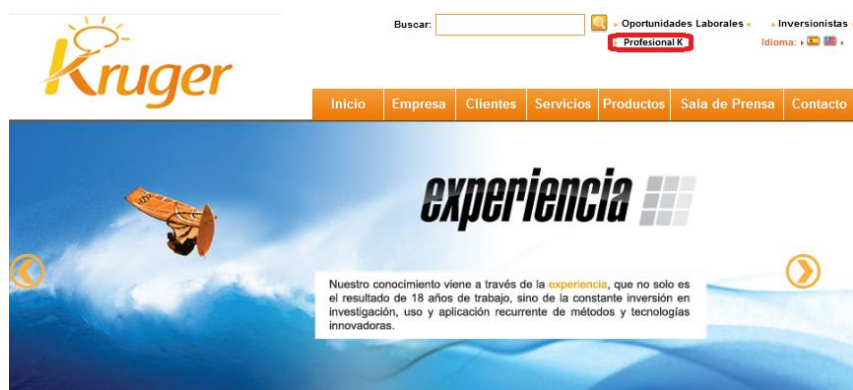 Kruger
Buscar:
Oportunidades Laborales
Inversionistas
Profesional K
Idioma:
Inicio Empresa Clientes Servicios Productos Sala de Prensa Contacto
experiencia
Nuestro conocimiento viene a través de la experiencia, que no solo es
el resultado de 18 años de trabajo, sino de la constante inversión en
investigación, uso y aplicación recurrente de métodos y tecnologías
innovadoras.